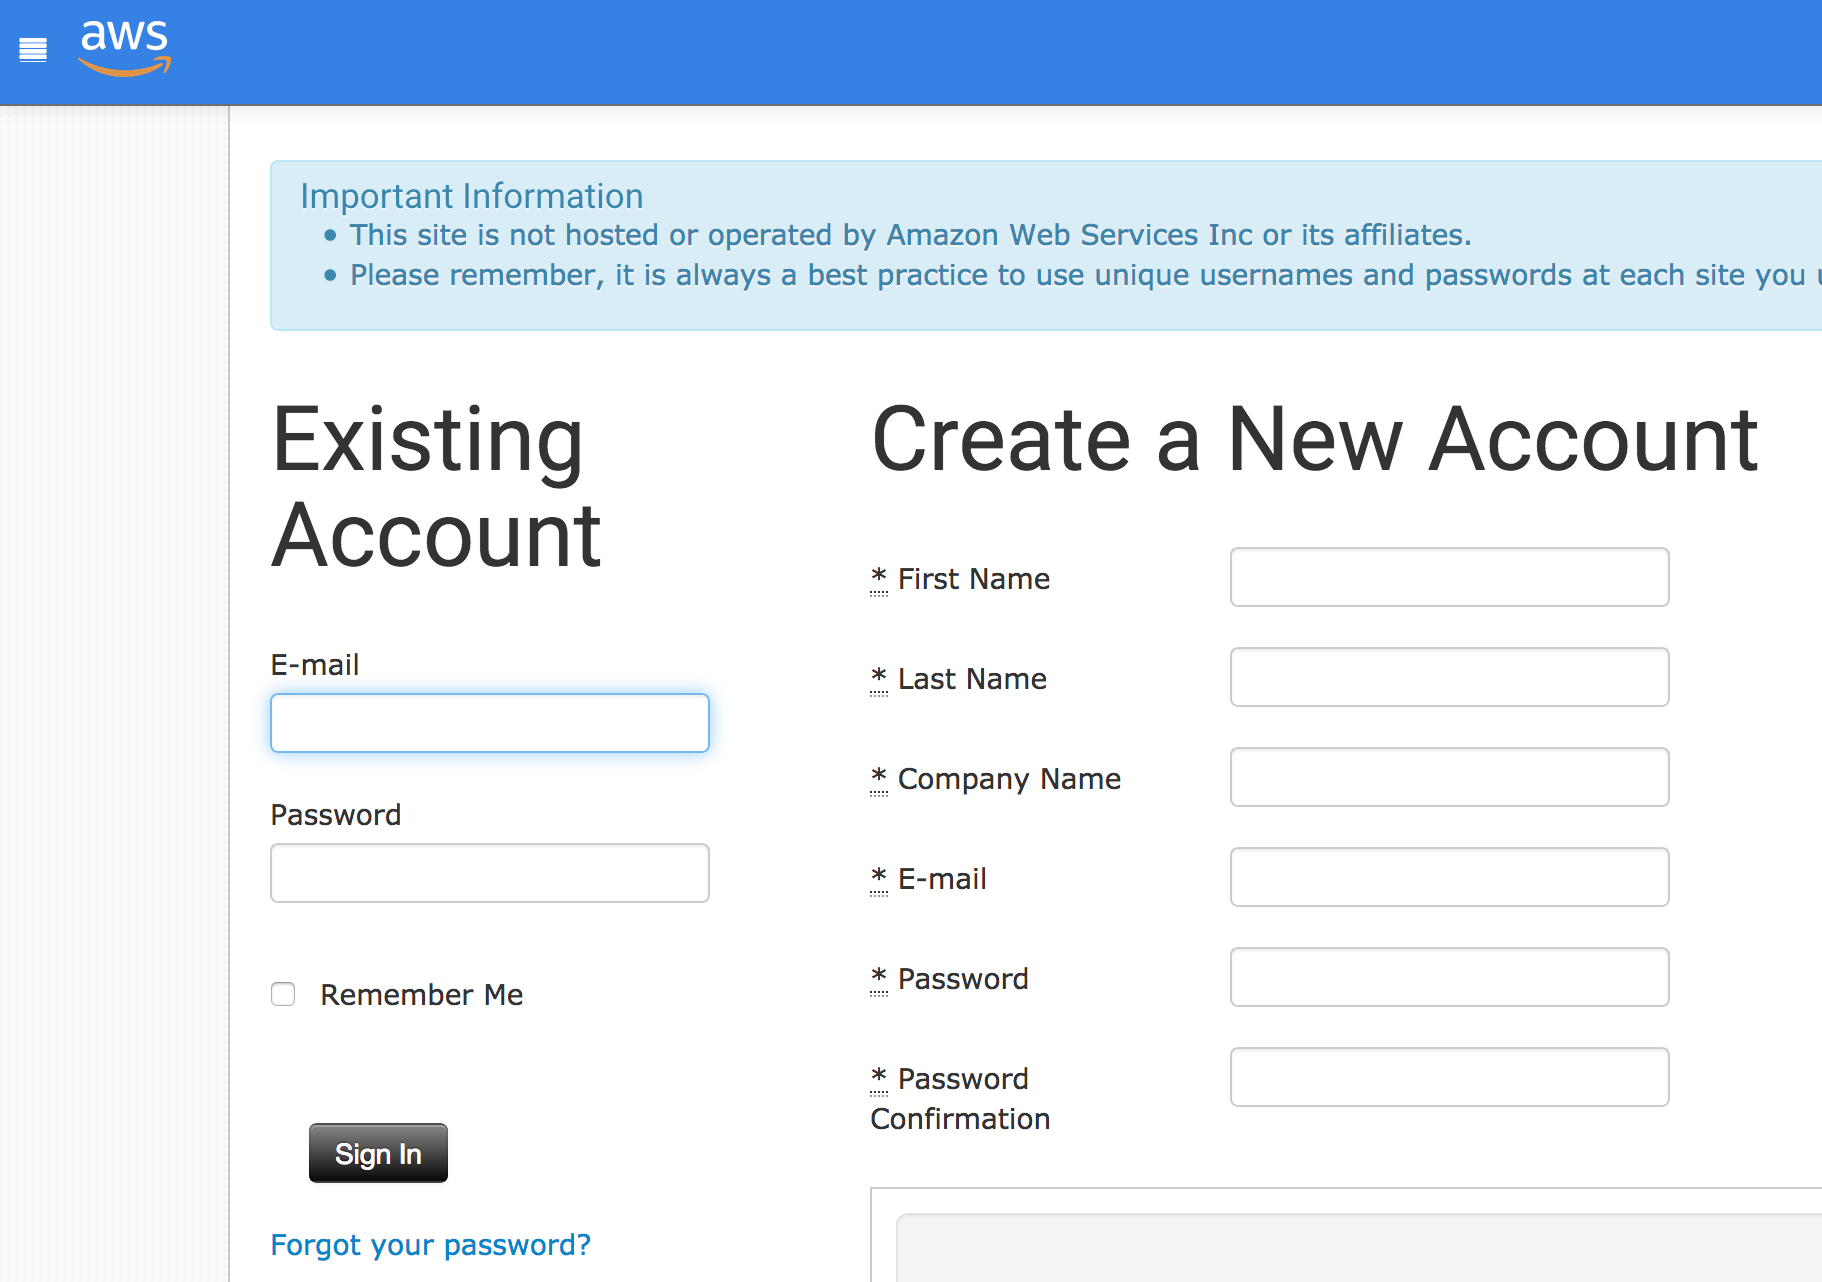 aws
Important Information
• This site is not hosted or operated by Amazon Web Services Inc or its affiliates.
• Please remember, it is always a best practice to use unique usernames and passwords at each site you
Existing
Account
E-mail
Password
Remember Me
Sign In
Forgot your password?
Create a New Account
* First Name
* Last Name
* Company Name
* E-mail
* Password
* Password
Confirmation